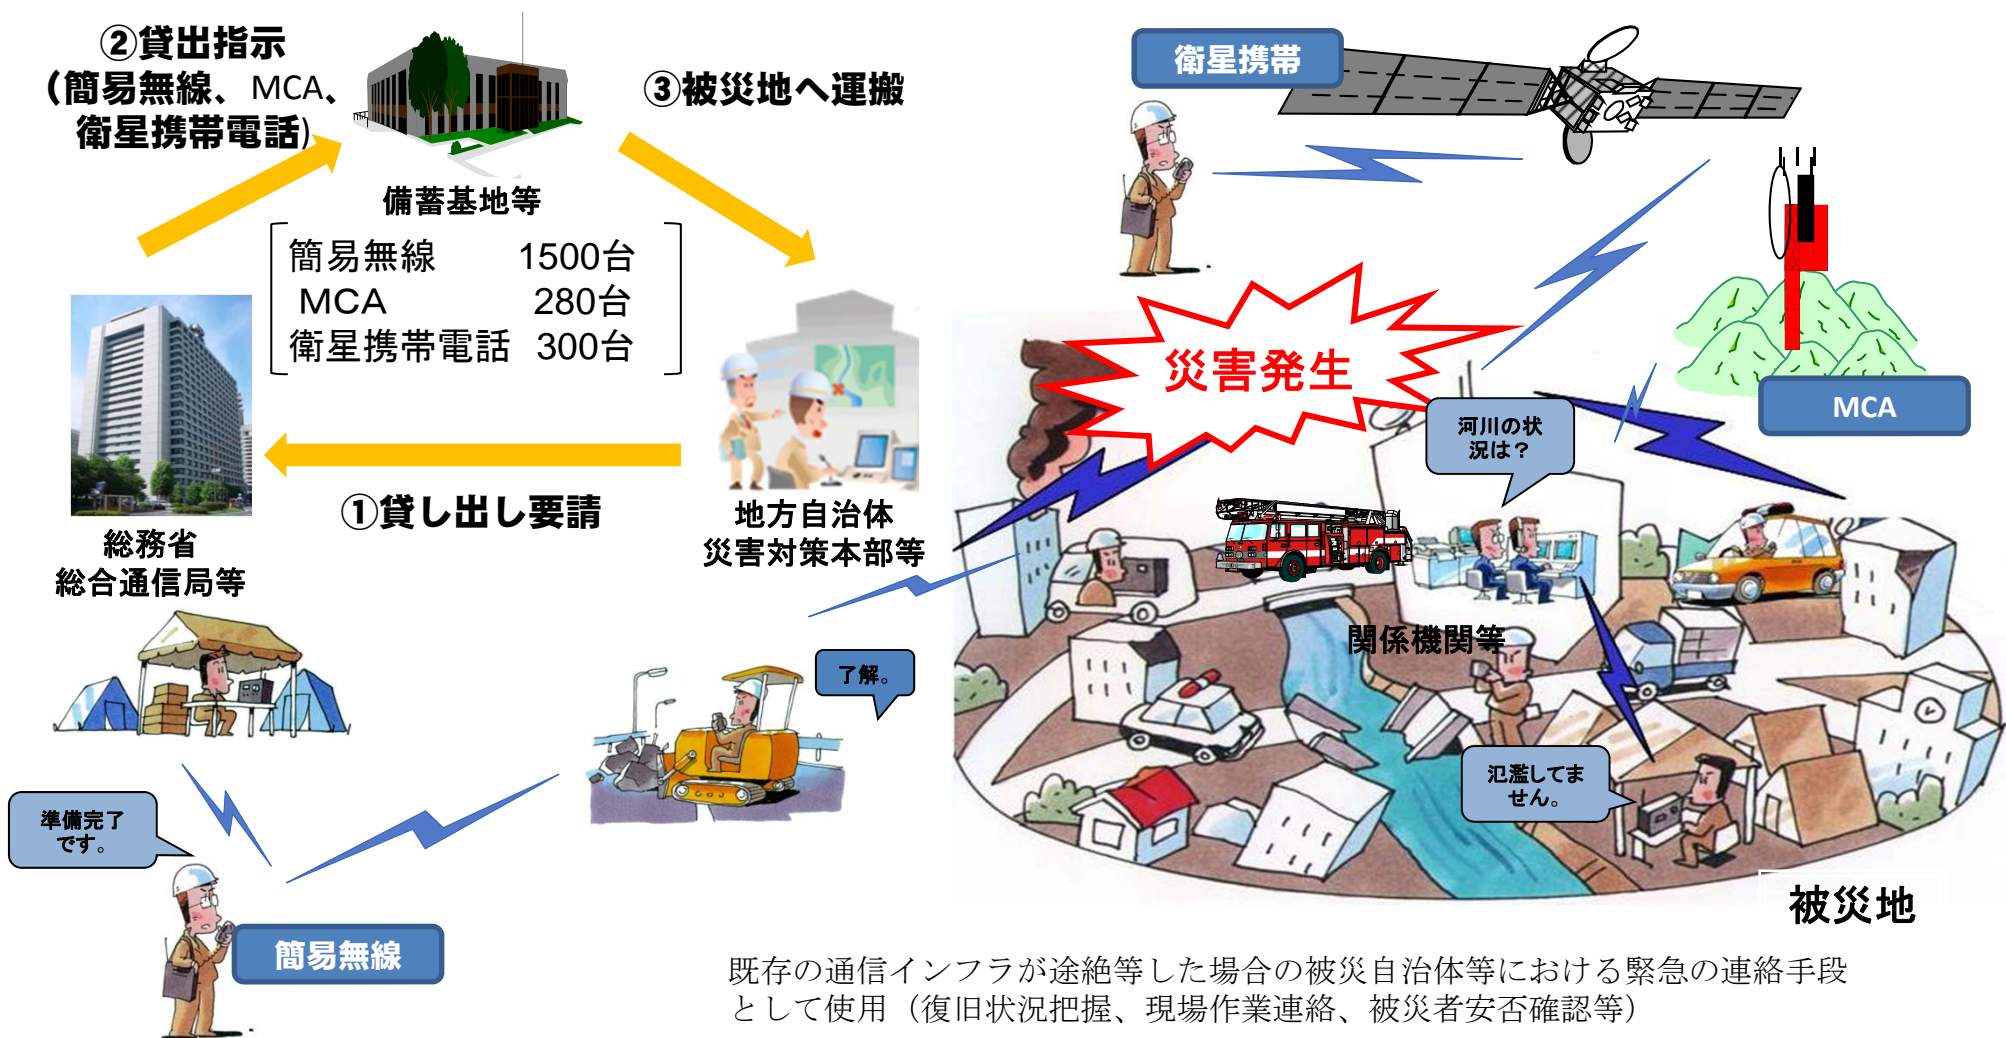 ②貸出指示
(簡易無線、MCA、
衛星携帯電話)
③被災地へ運搬
備蓄基地等
簡易無線 1500台
MCA 280台
衛星携帯電話 300台
①貸し出し要請
総務省
総合通信局等
地方自治体
災害対策本部等
衛星携帯
災害発生
MCA
河川の状
況は？
関係機関等
了解。
氾濫してま
せん。
準備完了
です。
簡易無線
被災地
既存の通信インフラが途絶等した場合の被災自治体等における緊急の連絡手段
として使用（復旧状況把握、現場作業連絡、被災者安否確認等）